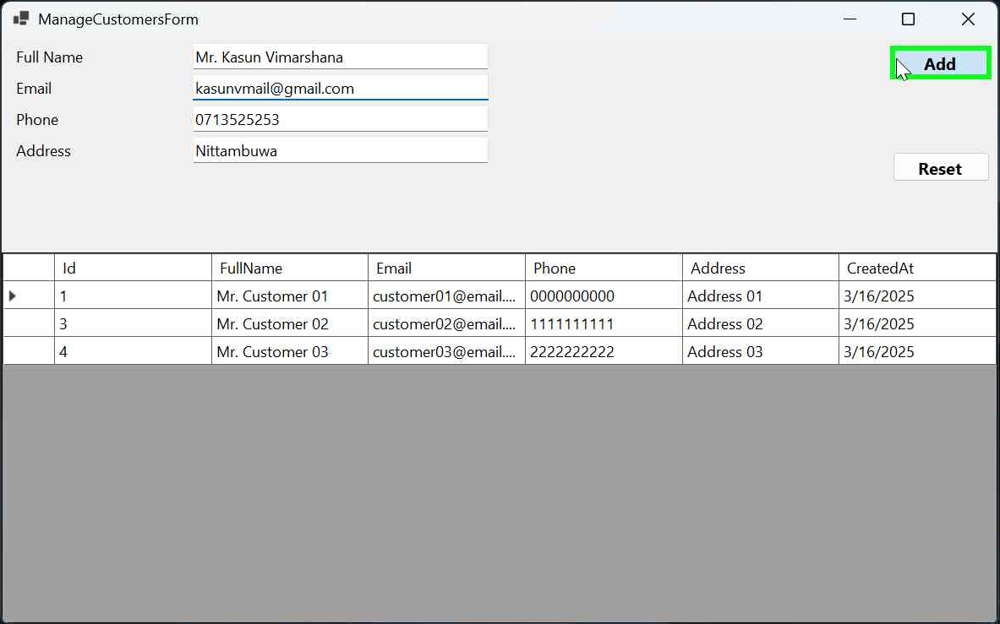 ManageCustomersForm
Full Name Mr. Kasun Vimarshana Add
Email kasunvmail@gmail.com
Phone 0713525253
Address Nittambuwa
Reset
Id FullName Email Phone Address CreatedAt
1 Mr. Customer 01 customer01@email.... 0000000000 Address 01 3/16/2025
3 Mr. Customer 02 customer02@email.... 1111111111 Address 02 3/16/2025
4 Mr. Customer 03 customer03@email.... 2222222222 Address 03 3/16/2025